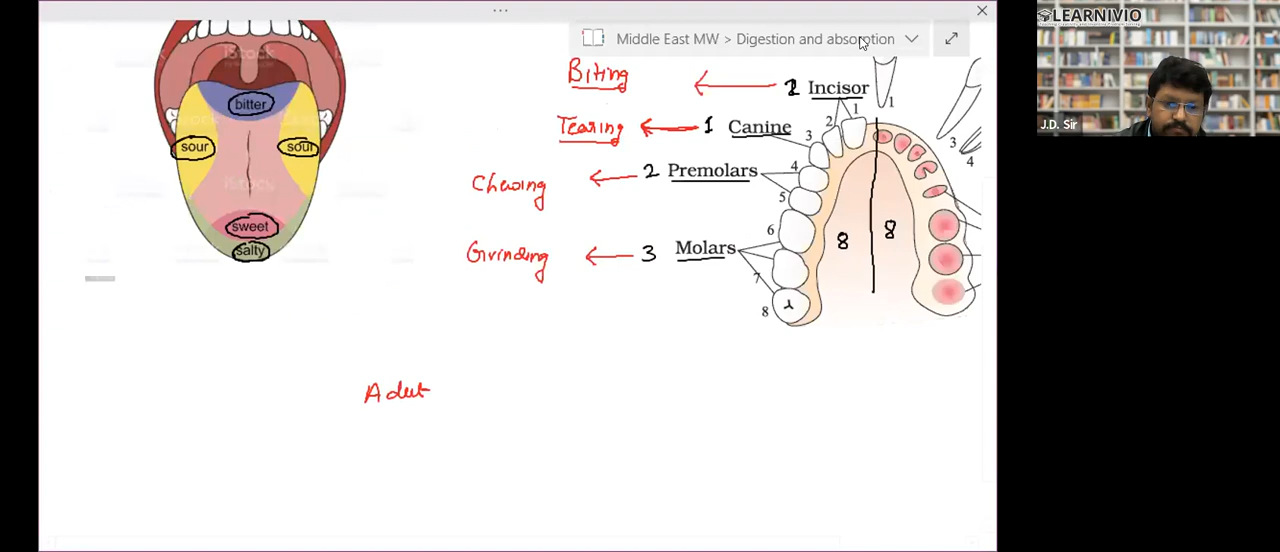 LEARNIVIO
Middle East MW > Digestion and absorption
iStock
bitter
sour
sour
iStock
sweet
salty
Biting
2 Incisor
1
2
1
Tearing
1 Canine
3
3
4
Chewing
2 Premolars
4
5
6
8 8
Grinding
3 Molars
7
8
J.D. Sir
Adult